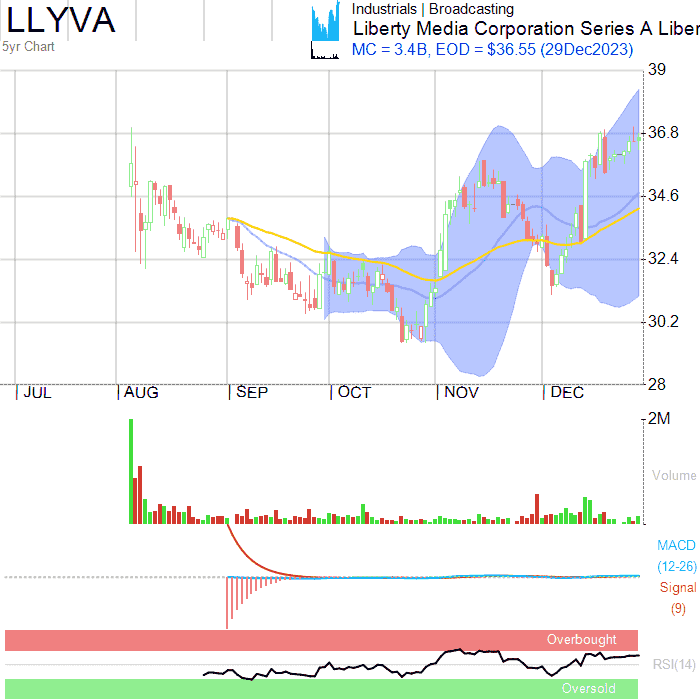 LLYVA
5yr Chart
Industrials | Broadcasting
Liberty Media Corporation Series A Liber
MC = 3.4B, EOD = $36.55 (29Dec2023)
39
36.8
34.6
32.4
30.2
28
JUL AUG SEP OCT NOV DEC
2M
Volume
MACD
(12-26)
Signal
(9)
Overbought
RSI(14)
Oversold